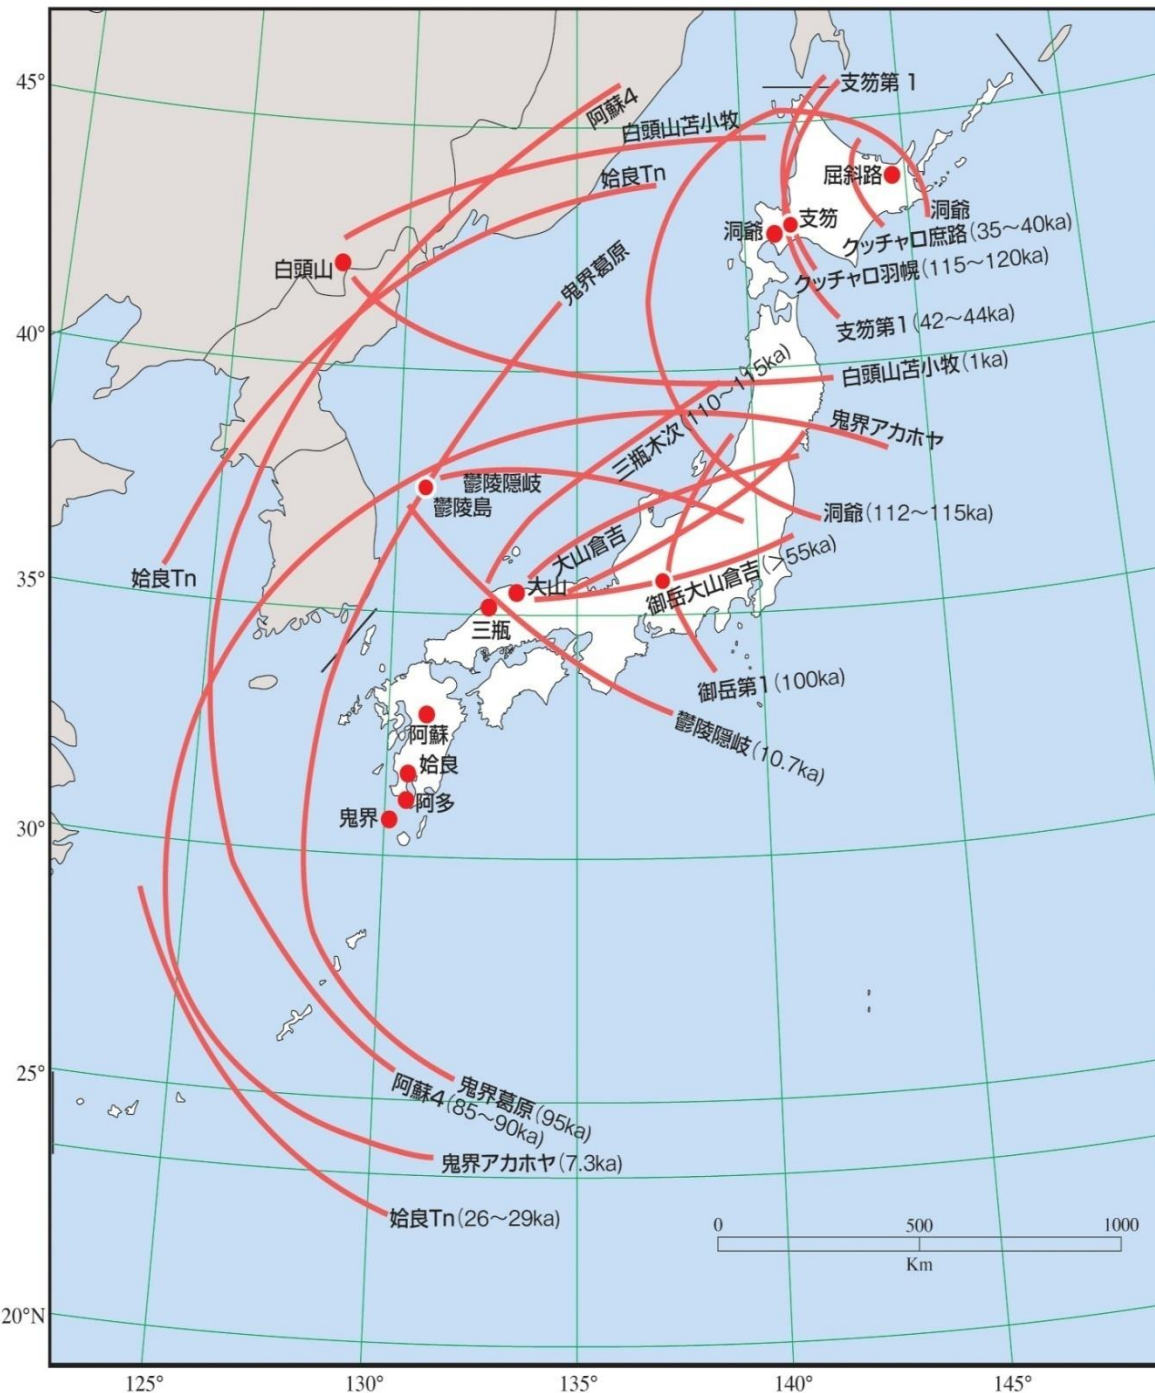 45°
40°
35°
30°
25°
20°N
125°
130°
135°
140°
145°
阿蘇4
白頭山苫小牧
姶良Tn
支笏第1
屈斜路
洞爺
支笏
洞爺
クッチャロ庶路(35〜40ka)
クッチャロ羽幌(115〜120ka)
支笏第1(42〜44ka)
白頭山
鬼界葛原
白頭山苫小牧(1ka)
三瓶木次(110〜115ka)
鬼界アカホヤ
鬱陵隠岐
鬱陵島
洞爺(112〜115ka)
大山倉吉
姶良Tn
大山
三瓶
御岳大山倉吉(>55ka)
御岳第1(100ka)
鬱陵隠岐(10.7ka)
阿蘇
姶良
阿多
鬼界
鬼界葛原(95ka)
阿蘇4(85〜90ka)
鬼界アカホヤ(7.3ka)
姶良Tn(26〜29ka)
0
500
1000
Km